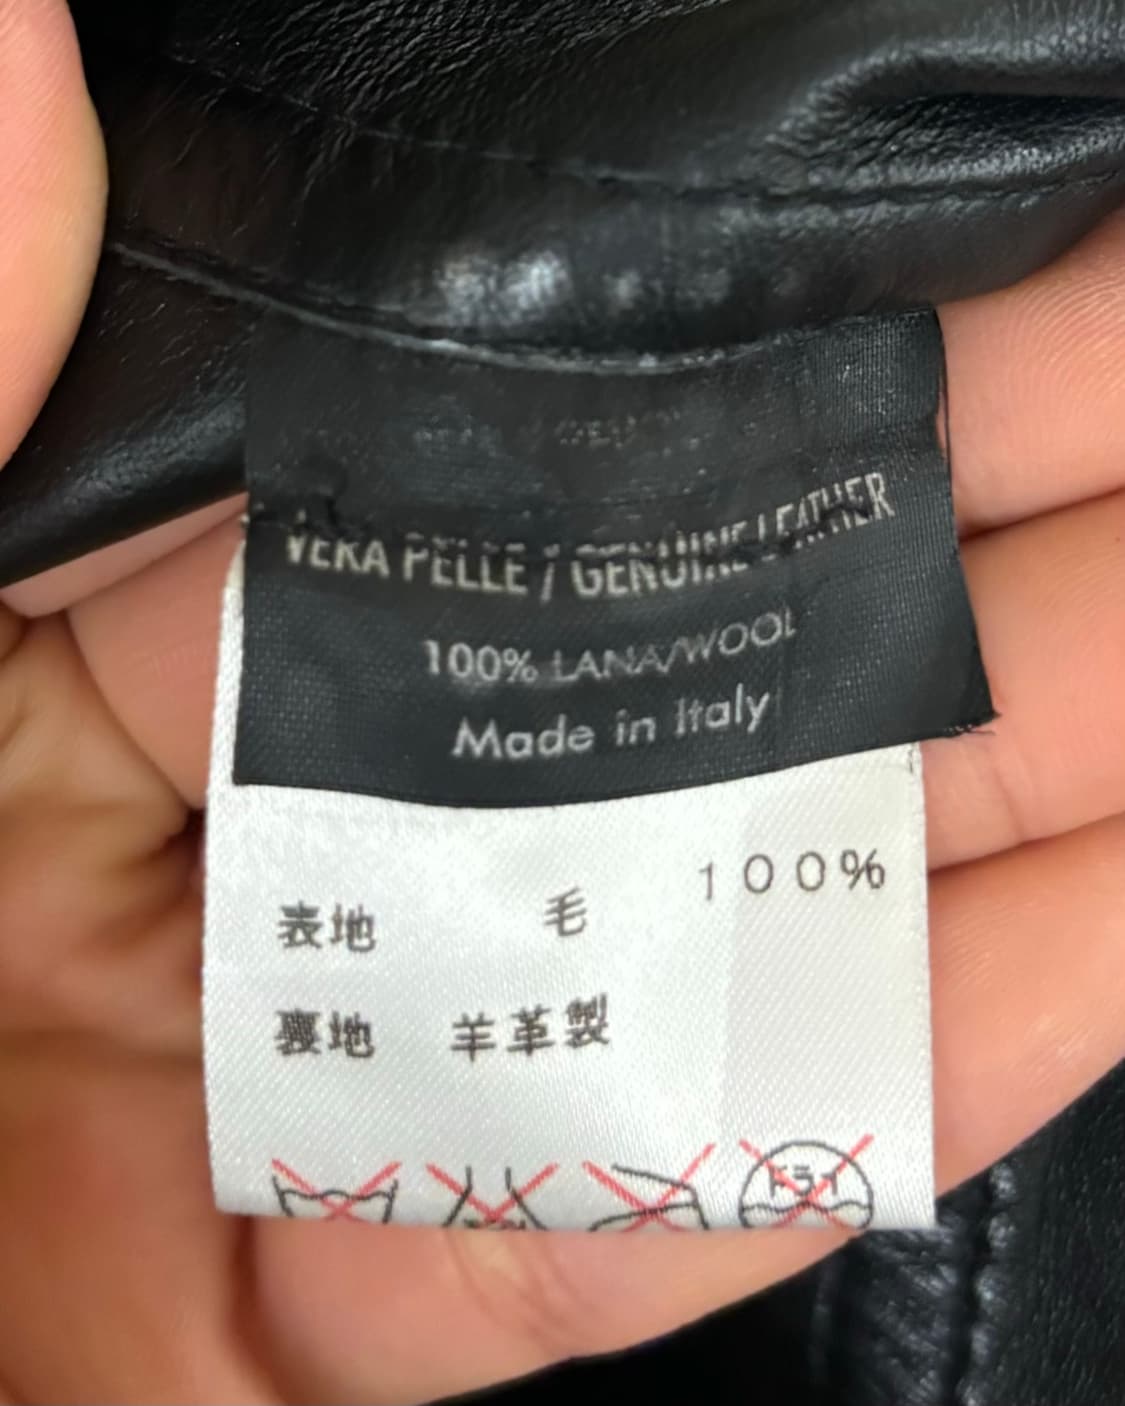 VERA PELLE / GENUINE LEATHER
100% LANA/WOOL
Made in Italy
表地 毛 100%
裏地 羊革製
ドライ